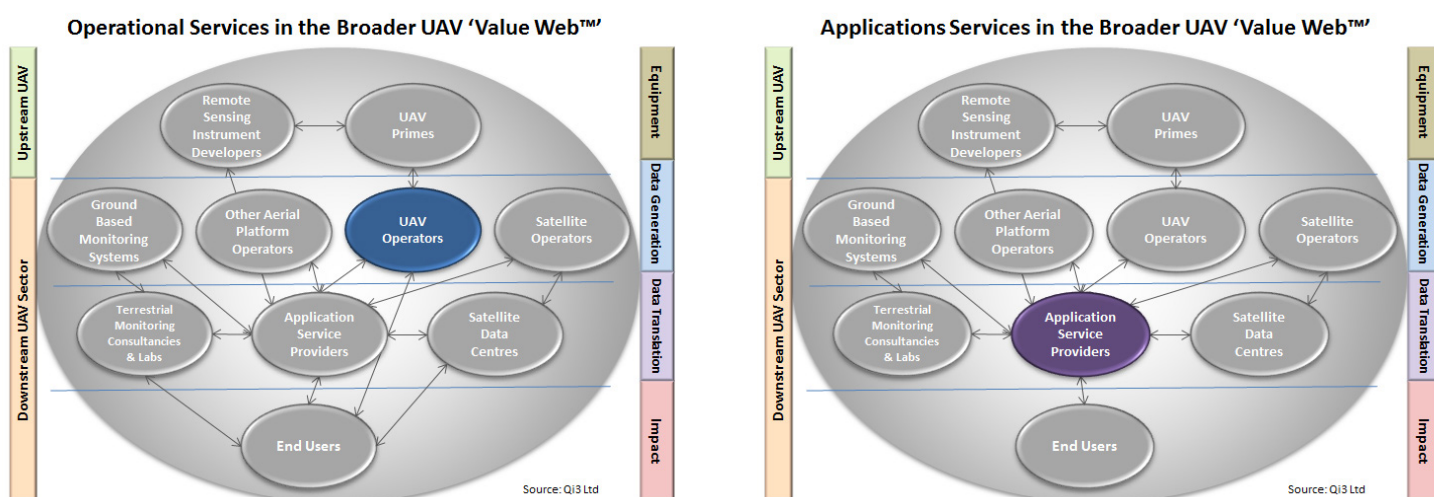 Operational Services in the Broader UAV ‘Value Web™’
Upstream UAV
Downstream UAV Sector
Remote
Sensing
Instrument
Developers
UAV
Primes
Ground
Based
Monitoring
Systems
Other Aerial
Platform
Operators
UAV
Operators
Satellite
Operators
Terrestrial
Monitoring
Consultancies
& Labs
Application
Service
Providers
Satellite
Data
Centres
End Users
Equipment
Data Generation
Data Translation
Impact
Source: Qi3 Ltd
Applications Services in the Broader UAV ‘Value Web™’
Upstream UAV
Downstream UAV Sector
Remote
Sensing
Instrument
Developers
UAV
Primes
Ground
Based
Monitoring
Systems
Other Aerial
Platform
Operators
UAV
Operators
Satellite
Operators
Terrestrial
Monitoring
Consultancies
& Labs
Application
Service
Providers
Satellite
Data
Centres
End Users
Equipment
Data Generation
Data Translation
Impact
Source: Qi3 Ltd